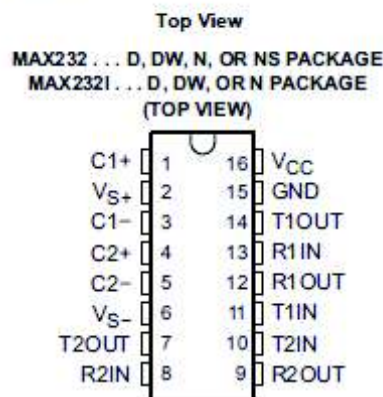 Top View
MAX232 . . . D, DW, N, OR NS PACKAGE
MAX232I . . . D, DW, OR N PACKAGE
(TOP VIEW)
C1+ 1 16 VCC
VS+ 2 15 GND
C1− 3 14 T1OUT
C2+ 4 13 R1IN
C2− 5 12 R1OUT
VS− 6 11 T1IN
T2OUT 7 10 T2IN
R2IN 8 9 R2OUT